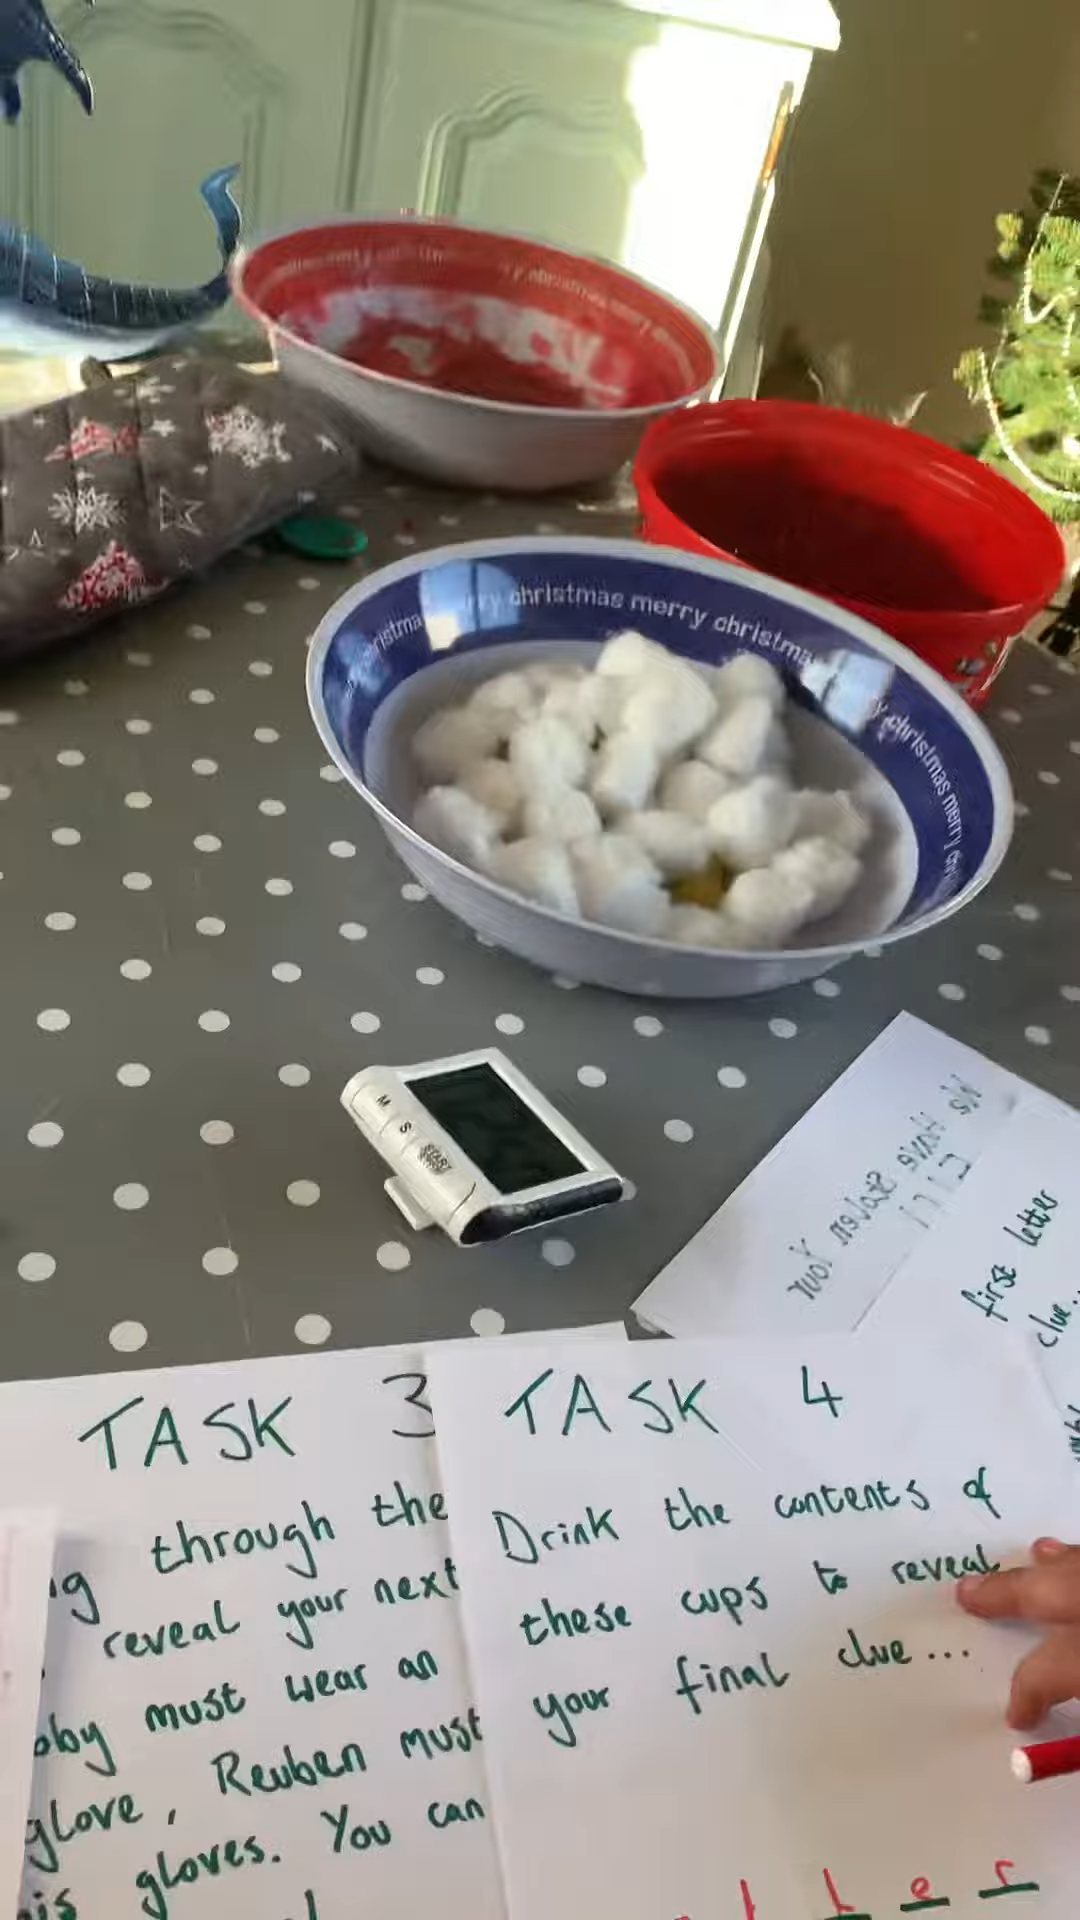 merry christmas
christmas merry christmas
christmas merry
M
S
START
first letter
clue...
TASK 3
through the
reveal your next
must wear an
glove, Reuben must
gloves. You can
TASK 4
Drink the contents of
these cups to reveal
your final clue...
e r